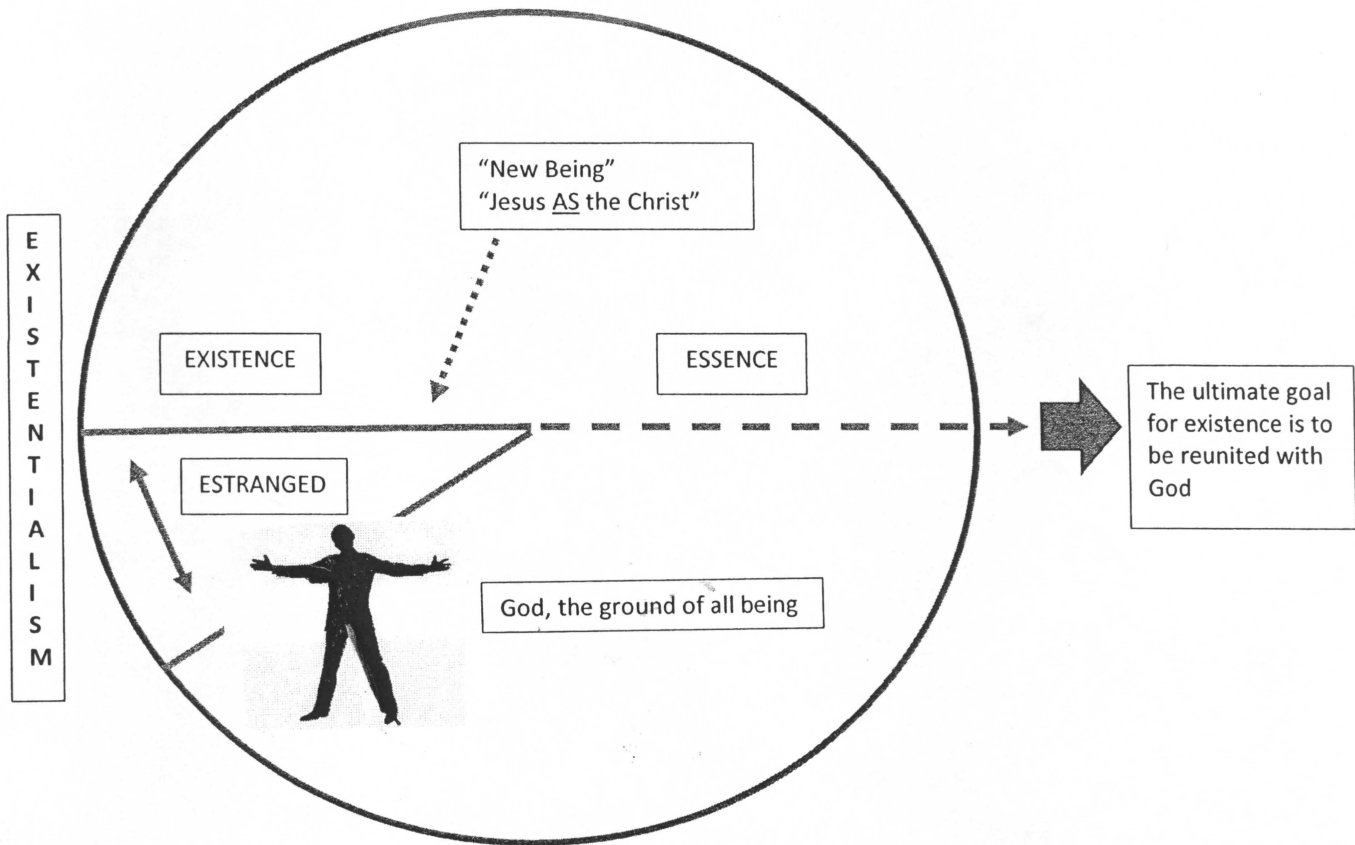 EXISTENTIALISM
“New Being”
“Jesus AS the Christ”
EXISTENCE
ESSENCE
ESTRANGED
God, the ground of all being
The ultimate goal
for existence is to
be reunited with
God